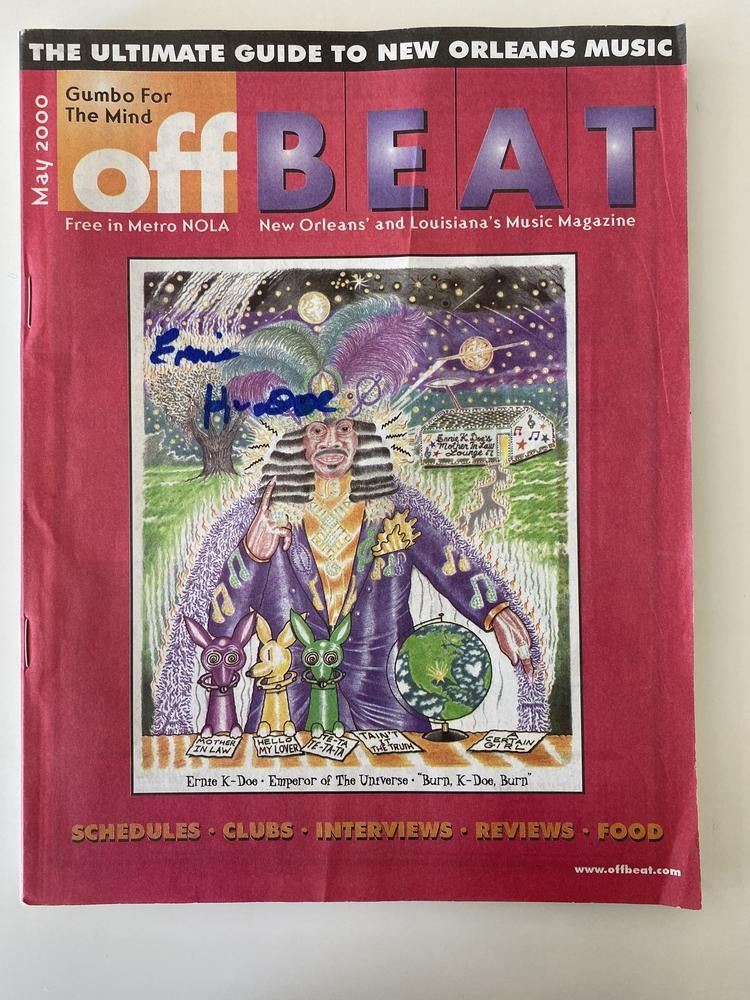 THE ULTIMATE GUIDE TO NEW ORLEANS MUSIC
May 2000
Gumbo For
The Mind
offBEAT
Free in Metro NOLA
New Orleans' and Louisiana's Music Magazine
Ernie
Ernie K. Doe's
Mother In Law
Lounge
MOTHER
IN LAW
HELLO
MY LOVER
TE-TA
TE-TA-TA
TAIN'T
IT
THE TRUTH
CERTAIN
GIRL
Ernie K-Doe · Emperor of The Universe · "Burn, K-Doe, Burn"
SCHEDULES · CLUBS · INTERVIEWS · REVIEWS · FOOD
www.offbeat.com